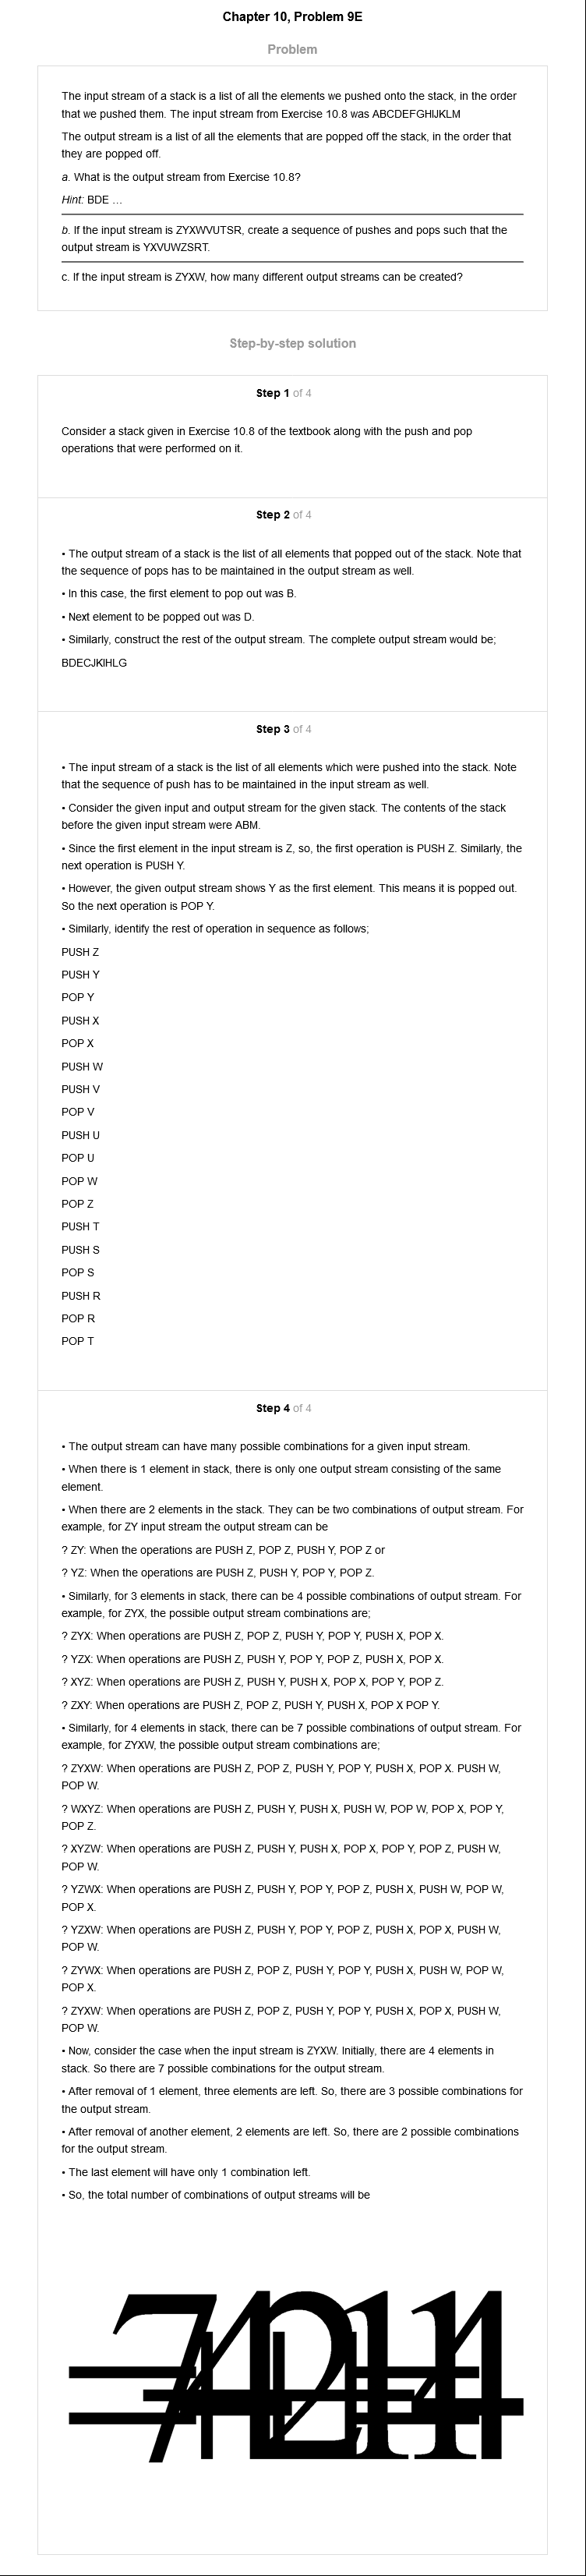 Chapter 10, Problem 9E
Problem
The input stream of a stack is a list of all the elements we pushed onto the stack, in the order
that we pushed them. The input stream from Exercise 10.8 was ABCDEFGHIJKLM
The output stream is a list of all the elements that are popped off the stack, in the order that
they are popped off.
a. What is the output stream from Exercise 10.8?
Hint: BDE …
b. If the input stream is ZYXWVUTSR, create a sequence of pushes and pops such that the
output stream is YXVUWZSRT.
c. If the input stream is ZYXW, how many different output streams can be created?
Step-by-step solution
Step 1 of 4
Consider a stack given in Exercise 10.8 of the textbook along with the push and pop
operations that were performed on it.
Step 2 of 4
• The output stream of a stack is the list of all elements that popped out of the stack. Note that
the sequence of pops has to be maintained in the output stream as well.
• In this case, the first element to pop out was B.
• Next element to be popped out was D.
• Similarly, construct the rest of the output stream. The complete output stream would be;
BDECJKIHLG
Step 3 of 4
• The input stream of a stack is the list of all elements which were pushed into the stack. Note
that the sequence of push has to be maintained in the input stream as well.
• Consider the given input and output stream for the given stack. The contents of the stack
before the given input stream were ABM.
• Since the first element in the input stream is Z, so, the first operation is PUSH Z. Similarly, the
next operation is PUSH Y.
• However, the given output stream shows Y as the first element. This means it is popped out.
So the next operation is POP Y.
• Similarly, identify the rest of operation in sequence as follows;
PUSH Z
PUSH Y
POP Y
PUSH X
POP X
PUSH W
PUSH V
POP V
PUSH U
POP U
POP W
POP Z
PUSH T
PUSH S
POP S
PUSH R
POP R
POP T
Step 4 of 4
• The output stream can have many possible combinations for a given input stream.
• When there is 1 element in stack, there is only one output stream consisting of the same
element.
• When there are 2 elements in the stack. They can be two combinations of output stream. For
example, for ZY input stream the output stream can be
? ZY: When the operations are PUSH Z, POP Z, PUSH Y, POP Z or
? YZ: When the operations are PUSH Z, PUSH Y, POP Y, POP Z.
• Similarly, for 3 elements in stack, there can be 4 possible combinations of output stream. For
example, for ZYX, the possible output stream combinations are;
? ZYX: When operations are PUSH Z, POP Z, PUSH Y, POP Y, PUSH X, POP X.
? YZX: When operations are PUSH Z, PUSH Y, POP Y, POP Z, PUSH X, POP X.
? XYZ: When operations are PUSH Z, PUSH Y, PUSH X, POP X, POP Y, POP Z.
? ZXY: When operations are PUSH Z, POP Z, PUSH Y, PUSH X, POP X POP Y.
• Similarly, for 4 elements in stack, there can be 7 possible combinations of output stream. For
example, for ZYXW, the possible output stream combinations are;
? ZYXW: When operations are PUSH Z, POP Z, PUSH Y, POP Y, PUSH X, POP X. PUSH W,
POP W.
? WXYZ: When operations are PUSH Z, PUSH Y, PUSH X, PUSH W, POP W, POP X, POP Y,
POP Z.
? XYZW: When operations are PUSH Z, PUSH Y, PUSH X, POP X, POP Y, POP Z, PUSH W,
POP W.
? YZWX: When operations are PUSH Z, PUSH Y, POP Y, POP Z, PUSH X, PUSH W, POP W,
POP X.
? YZXW: When operations are PUSH Z, PUSH Y, POP Y, POP Z, PUSH X, POP X, PUSH W,
POP W.
? ZYWX: When operations are PUSH Z, POP Z, PUSH Y, POP Y, PUSH X, PUSH W, POP W,
POP X.
? ZYXW: When operations are PUSH Z, POP Z, PUSH Y, POP Y, PUSH X, POP X, PUSH W,
POP W.
• Now, consider the case when the input stream is ZYXW. Initially, there are 4 elements in
stack. So there are 7 possible combinations for the output stream.
• After removal of 1 element, three elements are left. So, there are 3 possible combinations for
the output stream.
• After removal of another element, 2 elements are left. So, there are 2 possible combinations
for the output stream.
• The last element will have only 1 combination left.
• So, the total number of combinations of output streams will be